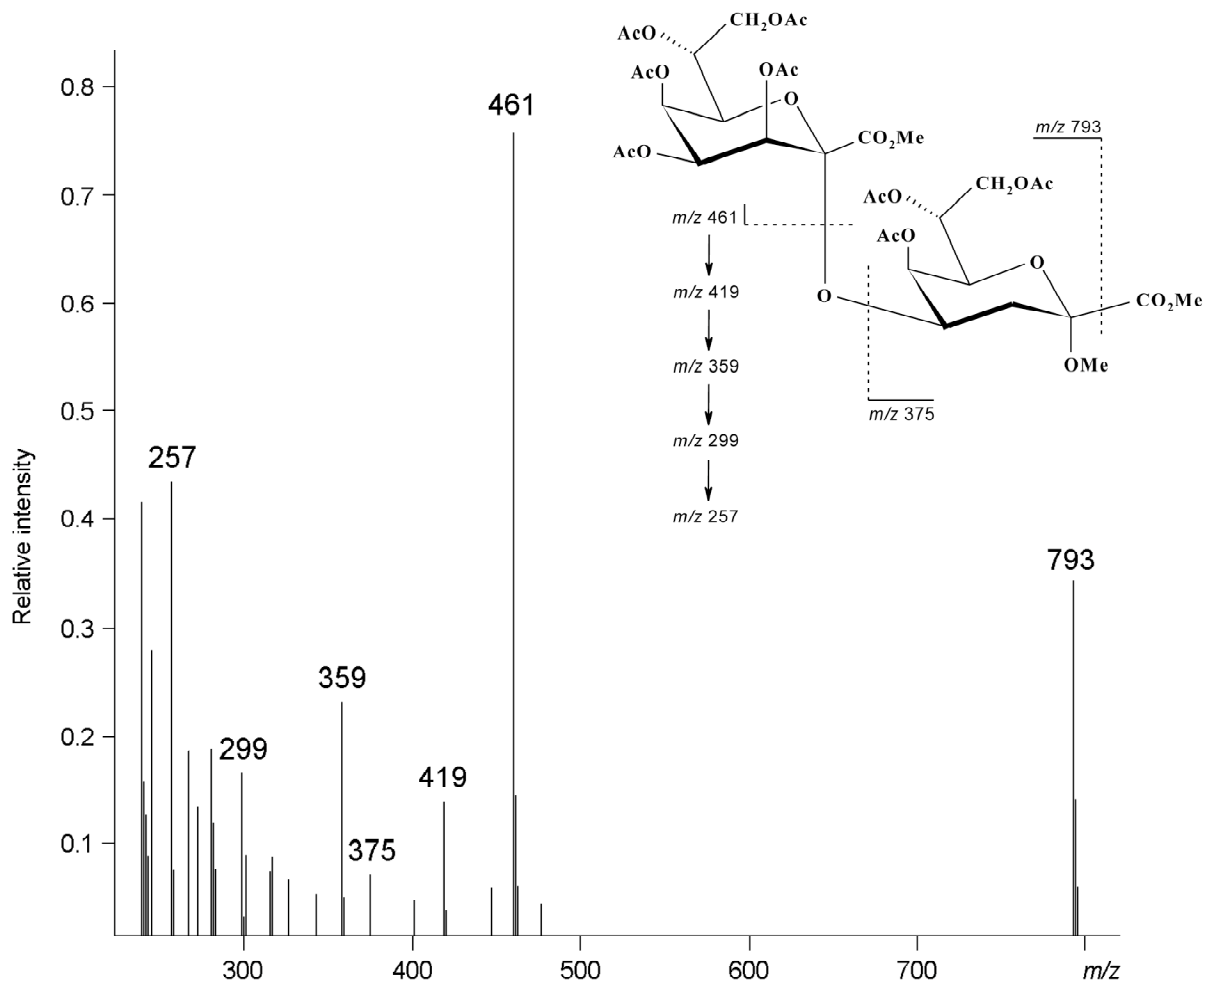 CH2OAc
AcO
AcO
OAc
O
CO2Me
AcO
m/z 793
CH2OAc
AcO
AcO
O
CO2Me
O
OMe
m/z 461
m/z 419
m/z 359
m/z 299
m/z 257
m/z 375
Relative intensity
0.8
0.7
0.6
0.5
0.4
0.3
0.2
0.1
461
257
793
359
299
419
375
300
400
500
600
700
m/z